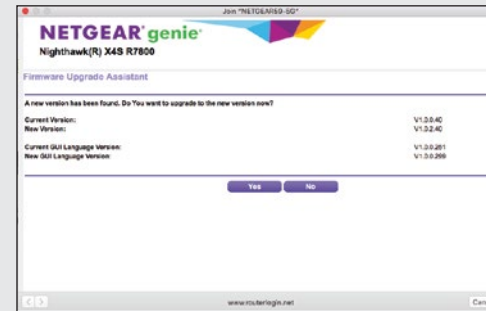 Join "NETGEAR50-5G"
NETGEAR® genie®
Nighthawk(R) X4S R7800
Firmware Upgrade Assistant
A new version has been found. Do You want to upgrade to the new version now?
Current Version: V1.0.0.40
New Version: V1.0.2.40
Current GUI Language Version: V1.0.0.281
New GUI Language Version: V1.0.0.299
Yes No
www.routerlogin.net